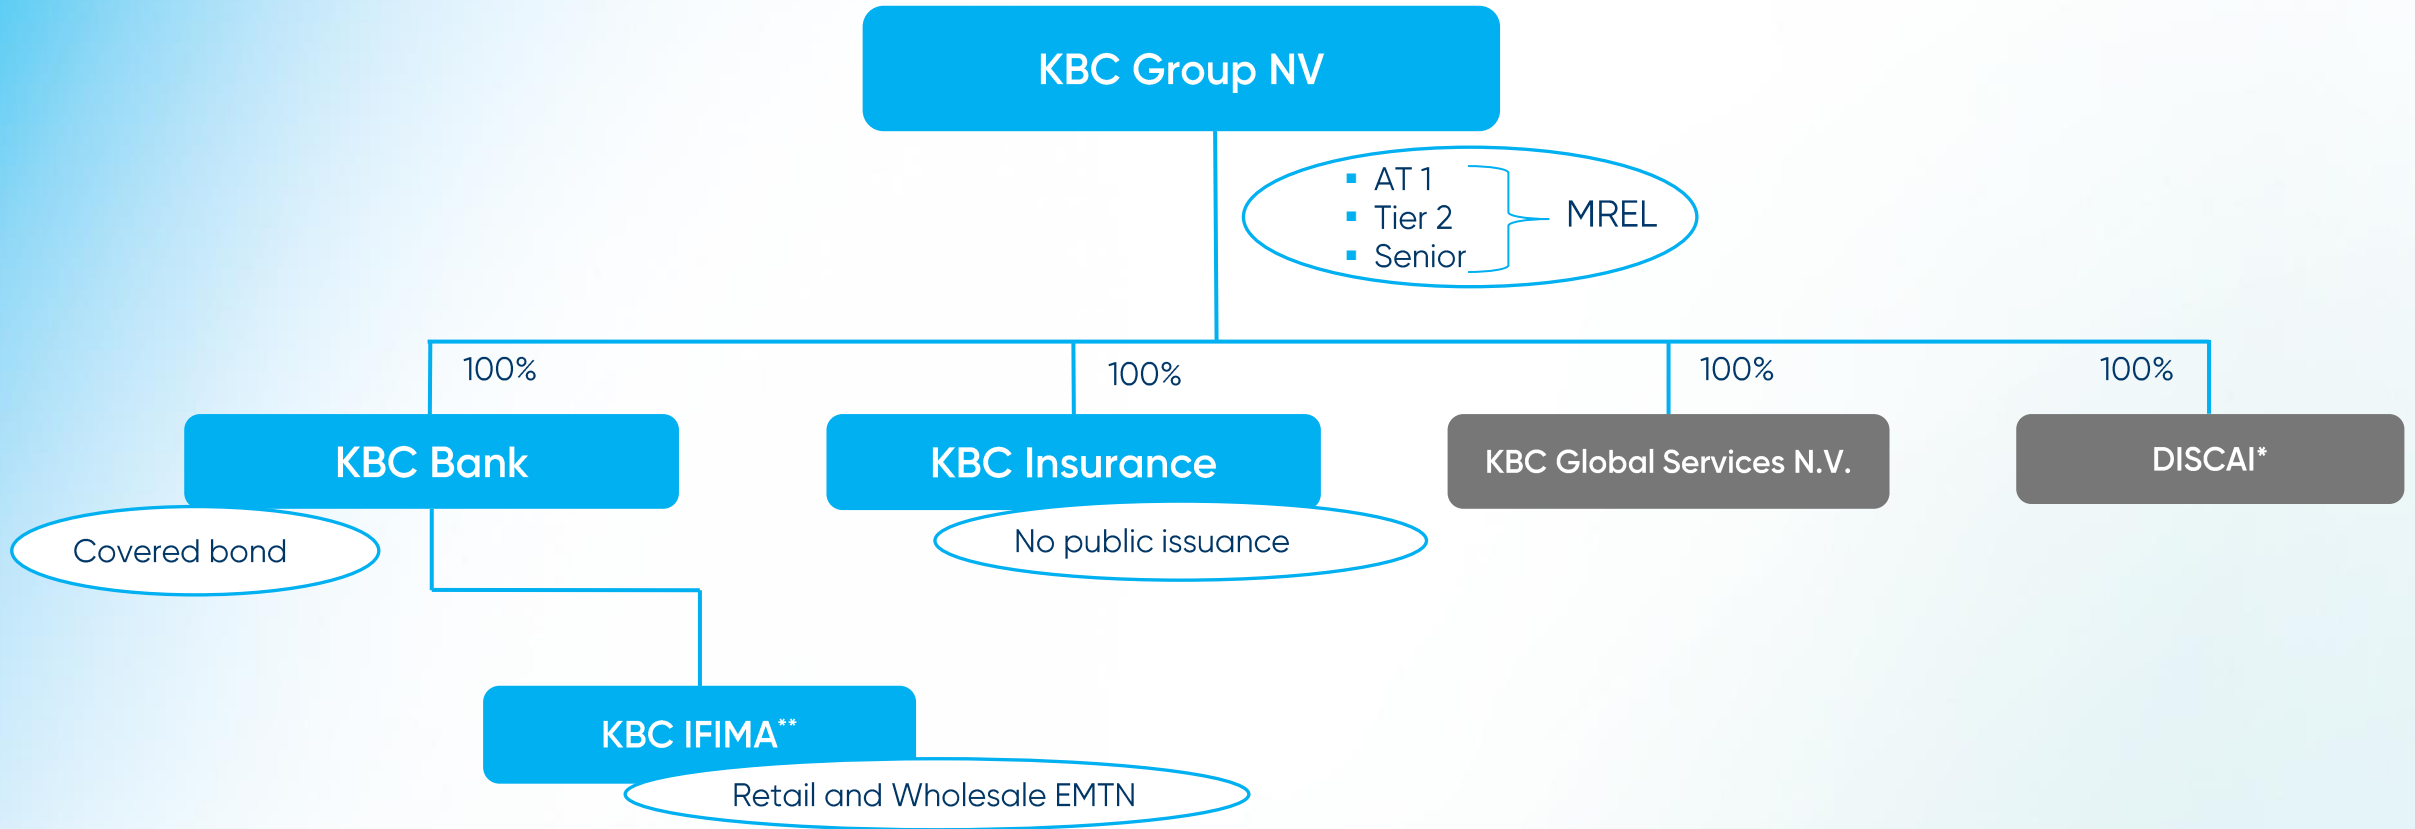 KBC Group NV
▪ AT 1
▪ Tier 2
▪ Senior
MREL
100%
100%
100%
100%
KBC Bank
KBC Insurance
KBC Global Services N.V.
DISCAI*
Covered bond
No public issuance
KBC IFIMA**
Retail and Wholesale EMTN